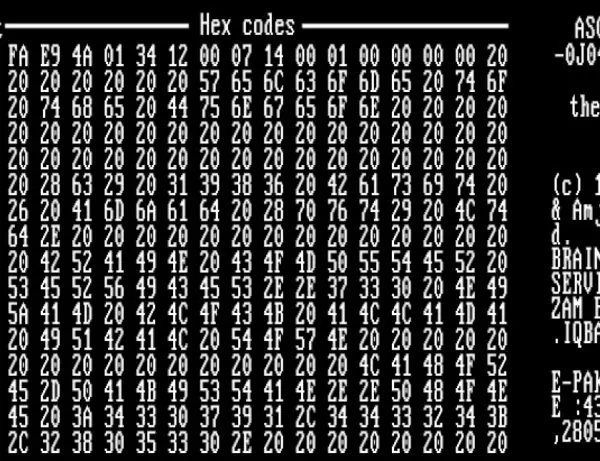 Hex codes ASC
FA E9 4A 01 34 12 00 07 14 00 01 00 00 00 00 20 -0J04
20 20 20 20 20 20 57 65 6C 63 6F 6D 65 20 74 6F
20 74 68 65 20 44 75 6E 67 65 6F 6E 20 20 20 20 the
20 20 20 20 20 20 20 20 20 20 20 20 20 20 20 20
20 20 20 20 20 20 20 20 20 20 20 20 20 20 20 20
20 28 63 29 20 31 39 38 36 20 42 61 73 69 74 20 (c) 1
26 20 41 6D 6A 61 64 20 28 70 76 74 29 20 4C 74 & Amj
64 2E 20 20 20 20 20 20 20 20 20 20 20 20 20 20 d.
20 42 52 41 49 4E 20 43 4F 4D 50 55 54 45 52 20 BRAIN
53 45 52 56 49 43 45 53 2E 2E 37 33 30 20 4E 49 SERVI
5A 41 4D 20 42 4C 4F 43 4B 20 41 4C 4C 41 4D 41 ZAM B
20 49 51 42 41 4C 20 54 4F 57 4E 20 20 20 20 20 .IQBA
20 20 20 20 20 20 20 20 20 20 20 4C 41 48 4F 52
45 2D 50 41 4B 49 53 54 41 4E 2E 2E 50 48 4F 4E E-PAK
45 20 3A 34 33 30 37 39 31 2C 34 34 33 32 34 3B E :43
2C 32 38 30 35 33 30 2E 20 20 20 20 20 20 20 20 ,2805